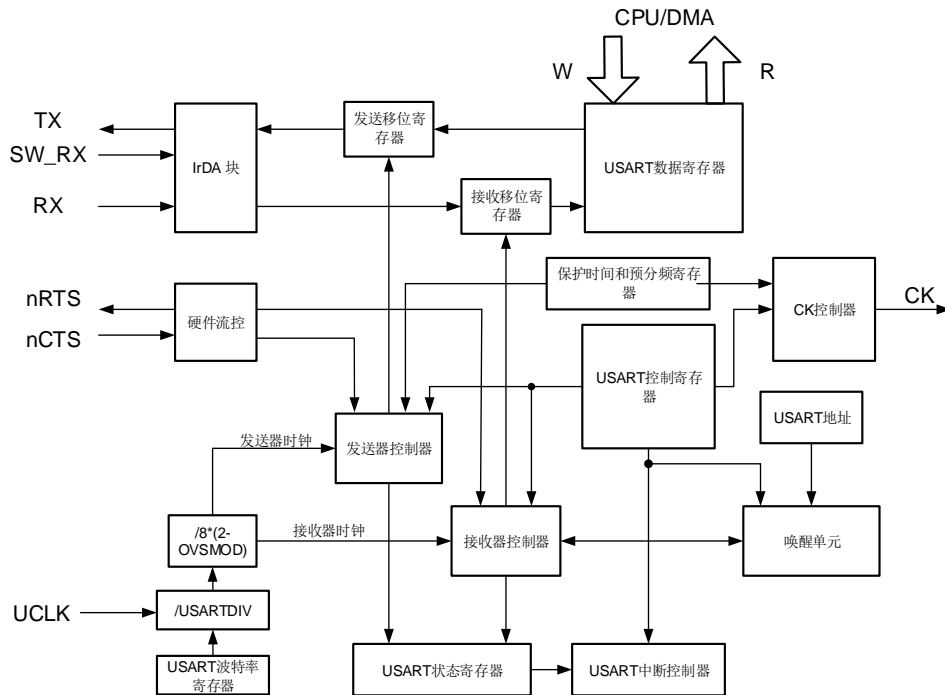 CPU/DMA
W
R
TX
SW_RX
RX
IrDA 块
发送移位寄
存器
接收移位寄
存器
USART数据寄存器
nRTS
nCTS
硬件流控
保护时间和预分频寄存
器
CK控制器
CK
USART控制寄存
器
USART地址
发送器时钟
发送器控制器
/8*(2-
OVSMOD)
接收器时钟
接收器控制器
唤醒单元
UCLK
/USARTDIV
USART波特率
寄存器
USART状态寄存器
USART中断控制器